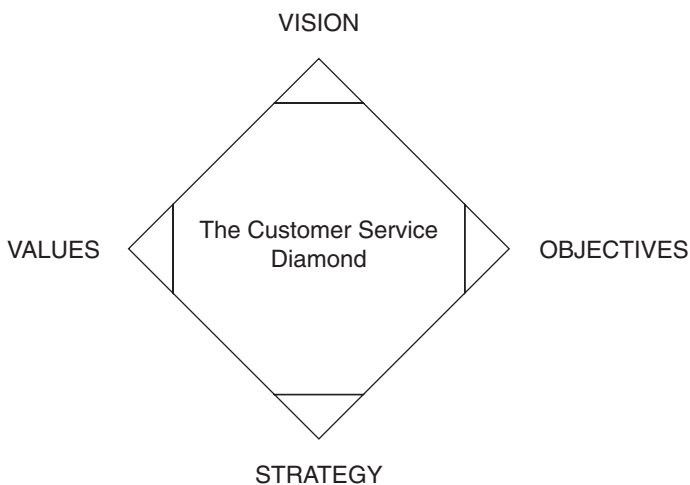 VISION
The Customer Service
Diamond
VALUES
OBJECTIVES
STRATEGY